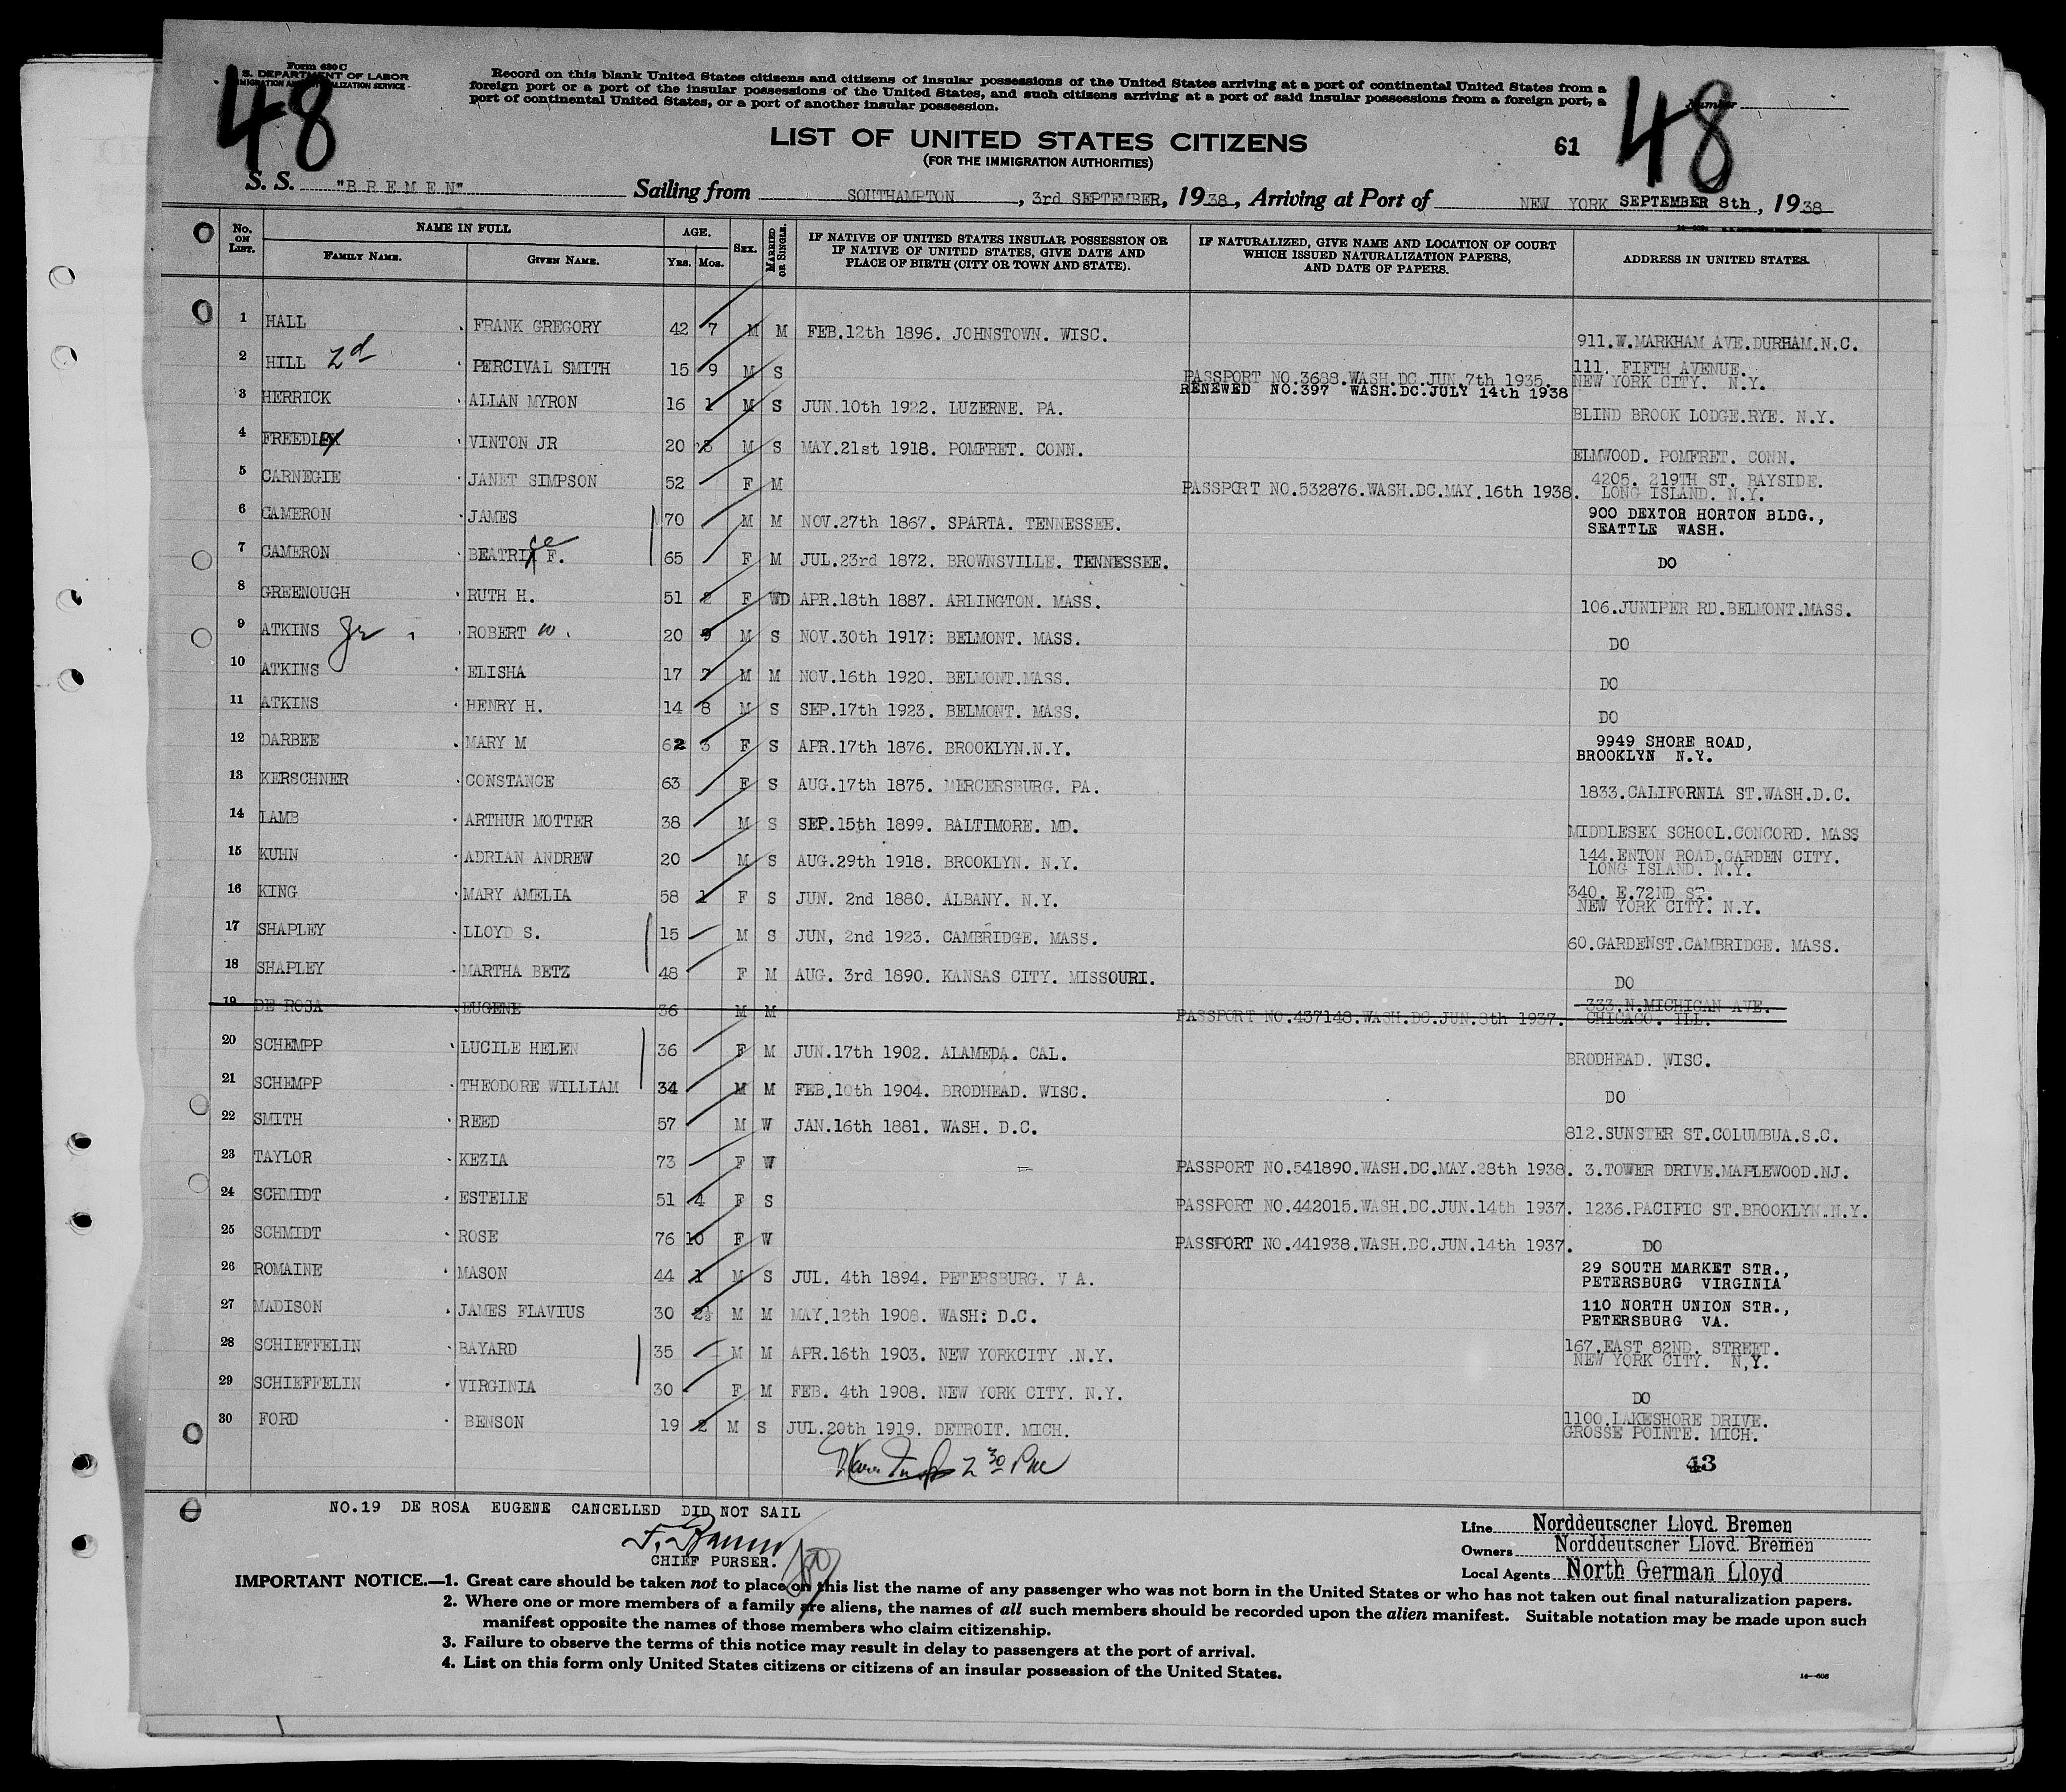 Form 630 C
S. DEPARTMENT OF LABOR
IMMIGRATION AND NATURALIZATION SERVICE
48
Record on this blank United States citizens and citizens of insular possessions of the United States arriving at a port of continental United States from a
foreign port or a port of the insular possessions of the United States, and such citizens arriving at a port of said insular possessions from a foreign port, a
port of continental United States, or a port of another insular possession.
Number
48
LIST OF UNITED STATES CITIZENS
61
(FOR THE IMMIGRATION AUTHORITIES)
S. S. "BREMEN" Sailing from SOUTHAMPTON, 3rd SEPTEMBER, 1938, Arriving at Port of NEW YORK SEPTEMBER 8th, 1938
No. ON LIST. NAME IN FULL FAMILY NAME. GIVEN NAME. AGE. Yrs. Mos. SEX. MARRIED OR SINGLE. IF NATIVE OF UNITED STATES INSULAR POSSESSION OR IF NATIVE OF UNITED STATES, GIVE DATE AND PLACE OF BIRTH (CITY OR TOWN AND STATE). IF NATURALIZED, GIVE NAME AND LOCATION OF COURT WHICH ISSUED NATURALIZATION PAPERS, AND DATE OF PAPERS. ADDRESS IN UNITED STATES.
1 HALL FRANK GREGORY 42 7 M M FEB.12th 1896. JOHNSTOWN. WISC. 911.W.MARKHAM AVE.DURHAM.N.C.
2 HILL 2d PERCIVAL SMITH 15 9 M S PASSPORT NO.3688.WASH.DC.JUN 7th 1935. RENEWED NO.397 WASH.DC.JULY 14th 1938 111. FIFTH AVENUE. NEW YORK CITY. N.Y.
3 HERRICK ALLAN MYRON 16 1 M S JUN.10th 1922. LUZERNE. PA. BLIND BROOK LODGE.RYE. N.Y.
4 FREEDLEY VINTON JR 20 3 M S MAY.21st 1918. POMFRET. CONN. ELMWOOD. POMFRET. CONN.
5 CARNEGIE JANET SIMPSON 52 F M PASSPORT NO.532876.WASH.DC.MAY.16th 1938. 4205. 219TH ST. BAYSIDE. LONG ISLAND. N.Y.
6 CAMERON JAMES 70 M M NOV.27th 1867. SPARTA. TENNESSEE. 900 DEXTOR HORTON BLDG., SEATTLE WASH.
7 CAMERON BEATRIce F. 65 F M JUL.23rd 1872. BROWNSVILLE. TENNESSEE. DO
8 GREENOUGH RUTH H. 51 2 F WD APR.18th 1887. ARLINGTON. MASS. 106.JUNIPER RD.BELMONT.MASS.
9 ATKINS Jr ROBERT W. 20 9 M S NOV.30th 1917: BELMONT. MASS. DO
10 ATKINS ELISHA 17 7 M M NOV.16th 1920. BELMONT.MASS. DO
11 ATKINS HENRY H. 14 8 M S SEP.17th 1923. BELMONT. MASS. DO
12 DARBEE MARY M 62 3 F S APR.17th 1876. BROOKLYN.N.Y. 9949 SHORE ROAD, BROOKLYN N.Y.
13 KERSCHNER CONSTANCE 63 F S AUG.17th 1875. MERCERSBURG. PA. 1833.CALIFORNIA ST.WASH.D.C.
14 LAMB ARTHUR MOTTER 38 M S SEP.15th 1899. BALTIMORE. MD. MIDDLESEX SCHOOL.CONCORD. MASS
15 KUHN ADRIAN ANDREW 20 M S AUG.29th 1918. BROOKLYN. N.Y. 144.ENTON ROAD.GARDEN CITY. LONG ISLAND. N.Y.
16 KING MARY AMELIA 58 1 F S JUN. 2nd 1880. ALBANY. N.Y. 340. E.72ND ST. NEW YORK CITY. N.Y.
17 SHAPLEY LLOYD S. 15 M S JUN, 2nd 1923. CAMBRIDGE. MASS. 60.GARDENST.CAMBRIDGE. MASS.
18 SHAPLEY MARTHA BETZ 48 F M AUG. 3rd 1890. KANSAS CITY. MISSOURI. DO
19 DE ROSA EUGENE 36 M M PASSPORT NO.437148.WASH.DC.JUN.8th 1937. 333.N.MICHIGAN AVE. CHICAGO. ILL.
20 SCHEMPP LUCILE HELEN 36 F M JUN.17th 1902. ALAMEDA. CAL. BRODHEAD. WISC.
21 SCHEMPP THEODORE WILLIAM 34 M M FEB.10th 1904. BRODHEAD. WISC. DO
22 SMITH REED 57 M W JAN.16th 1881. WASH. D.C. 812.SUNSTER ST.COLUMBUA.S.C.
23 TAYLOR KEZIA 73 F W PASSPORT NO.541890.WASH.DC.MAY.28th 1938. 3.TOWER DRIVE.MAPLEWOOD.NJ.
24 SCHMIDT ESTELLE 51 4 F S PASSPORT NO.442015.WASH.DC.JUN.14th 1937. 1236.PACIFIC ST.BROOKLYN.N.Y.
25 SCHMIDT ROSE 76 10 F W PASSPORT NO.441938.WASH.DC.JUN.14th 1937. DO
26 ROMAINE MASON 44 1 M S JUL. 4th 1894. PETERSBURG. V A. 29 SOUTH MARKET STR., PETERSBURG VIRGINIA
27 MADISON JAMES FLAVIUS 30 2½ M M MAY.12th 1908. WASH: D.C. 110 NORTH UNION STR., PETERSBURG VA.
28 SCHIEFFELIN BAYARD 35 M M APR.16th 1903. NEW YORKCITY .N.Y. 167.EAST 82ND. STREET. NEW YORK CITY. N,Y.
29 SCHIEFFELIN VIRGINIA 30 F M FEB. 4th 1908. NEW YORK CITY. N.Y. DO
30 FORD BENSON 19 2 M S JUL.20th 1919. DETROIT. MICH. 1100.LAKESHORE DRIVE. GROSSE POINTE. MICH.
2 30 PM
43
NO.19 DE ROSA EUGENE CANCELLED DID NOT SAIL
CHIEF PURSER.
Line Norddeutscner Lloyd. Bremen
Owners Norddeutscner Lloyd. Bremen
Local Agents North German Lloyd
IMPORTANT NOTICE.—1. Great care should be taken not to place on this list the name of any passenger who was not born in the United States or who has not taken out final naturalization papers.
2. Where one or more members of a family are aliens, the names of all such members should be recorded upon the alien manifest. Suitable notation may be made upon such
manifest opposite the names of those members who claim citizenship.
3. Failure to observe the terms of this notice may result in delay to passengers at the port of arrival.
4. List on this form only United States citizens or citizens of an insular possession of the United States.
14—608